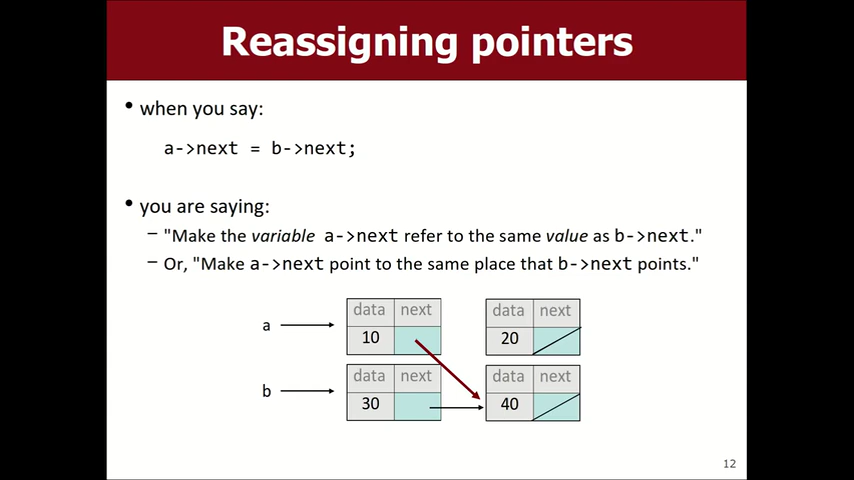 Reassigning pointers
• when you say:
a->next = b->next;
• you are saying:
– "Make the variable a->next refer to the same value as b->next."
– Or, "Make a->next point to the same place that b->next points."
data next data next
a 10 20
data next data next
b 30 40
12